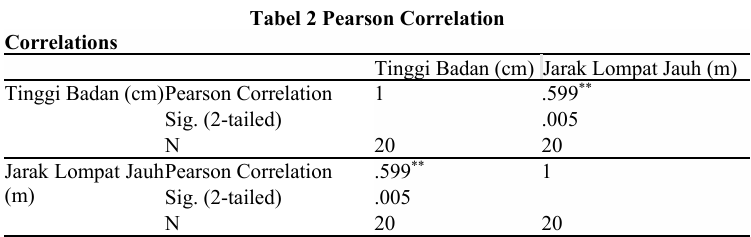 Tabel 2 Pearson Correlation
Correlations
Tinggi Badan (cm) Jarak Lompat Jauh (m)
Tinggi Badan (cm) Pearson Correlation 1 .599**
Sig. (2-tailed) .005
N 20 20
Jarak Lompat Jauh Pearson Correlation .599** 1
(m) Sig. (2-tailed) .005
N 20 20